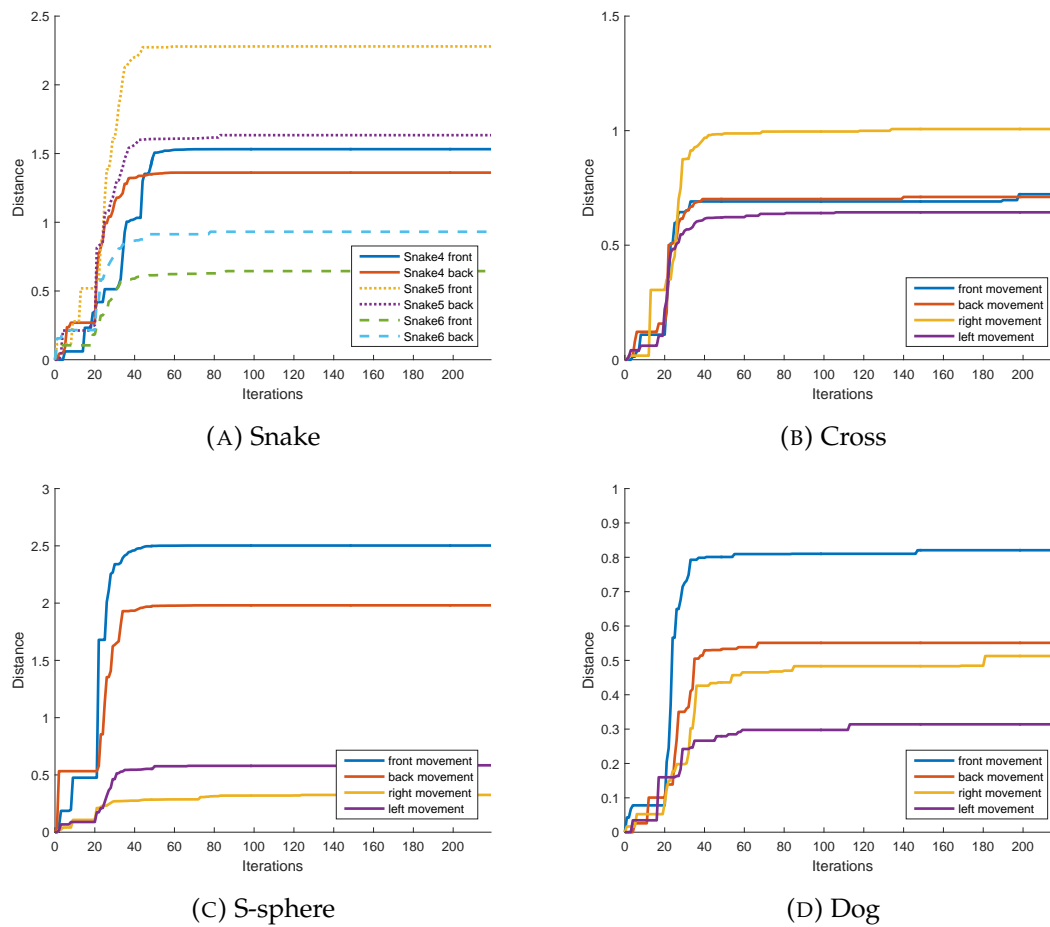 2.5
2
1.5
1
0.5
0
Distance
0 20 40 60 80 100 120 140 160 180 200
Iterations
Snake4 front
Snake4 back
Snake5 front
Snake5 back
Snake6 front
Snake6 back
(A) Snake
1.5
1
0.5
0
Distance
0 20 40 60 80 100 120 140 160 180 200
Iterations
front movement
back movement
right movement
left movement
(B) Cross
3
2.5
2
1.5
1
0.5
0
Distance
0 20 40 60 80 100 120 140 160 180 200
Iterations
front movement
back movement
right movement
left movement
(C) S-sphere
1
0.9
0.8
0.7
0.6
0.5
0.4
0.3
0.2
0.1
0
Distance
0 20 40 60 80 100 120 140 160 180 200
Iterations
front movement
back movement
right movement
left movement
(D) Dog